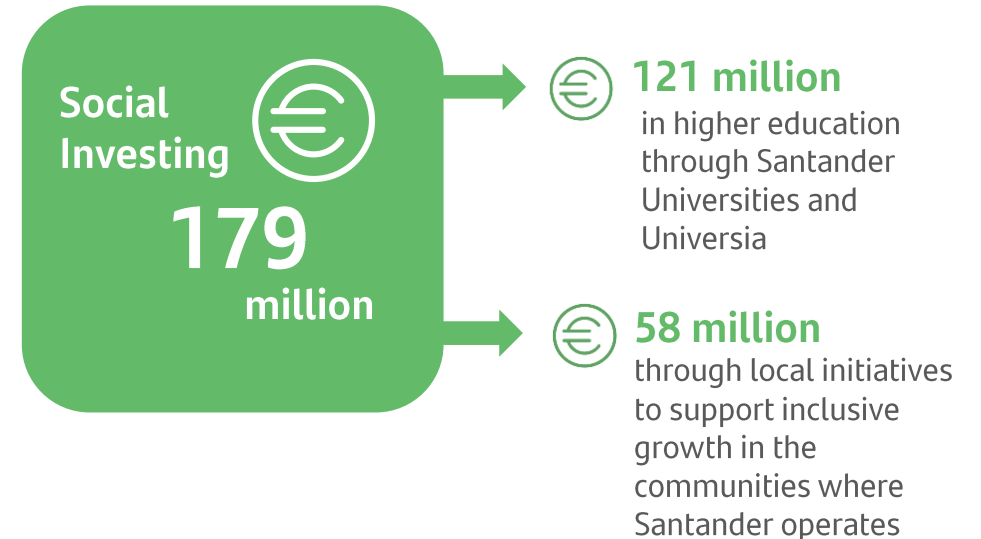 Social
Investing
€
179
million
€
121 million
in higher education
through Santander
Universities and
Universia
€
58 million
through local initiatives
to support inclusive
growth in the
communities where
Santander operates